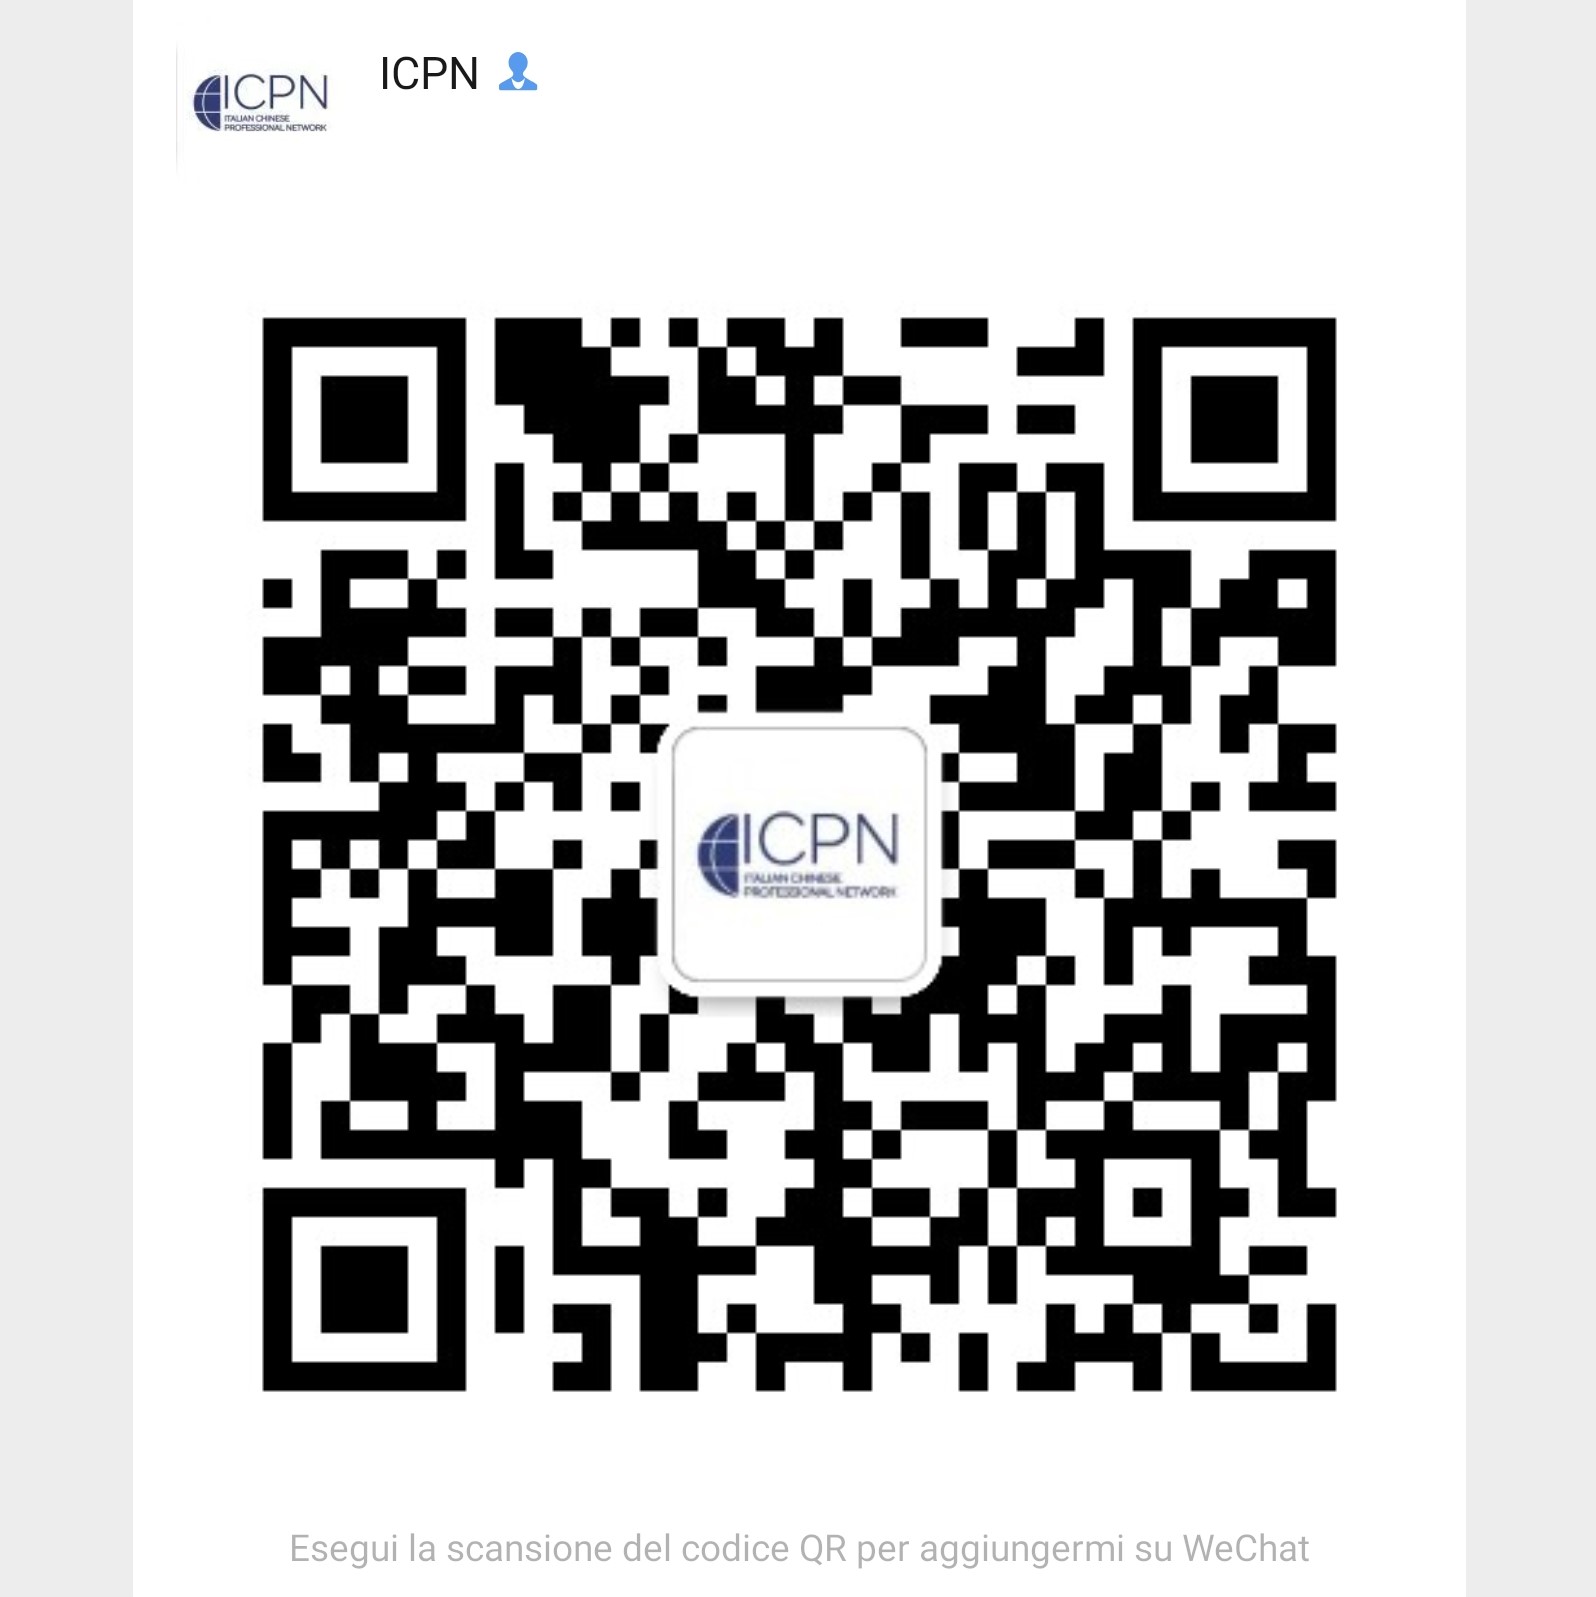 ICPN
ITALIAN CHINESE
PROFESSIONAL NETWORK
ICPN
ICPN
ITALIAN CHINESE
PROFESSIONAL NETWORK
Esegui la scansione del codice QR per aggiungermi su WeChat